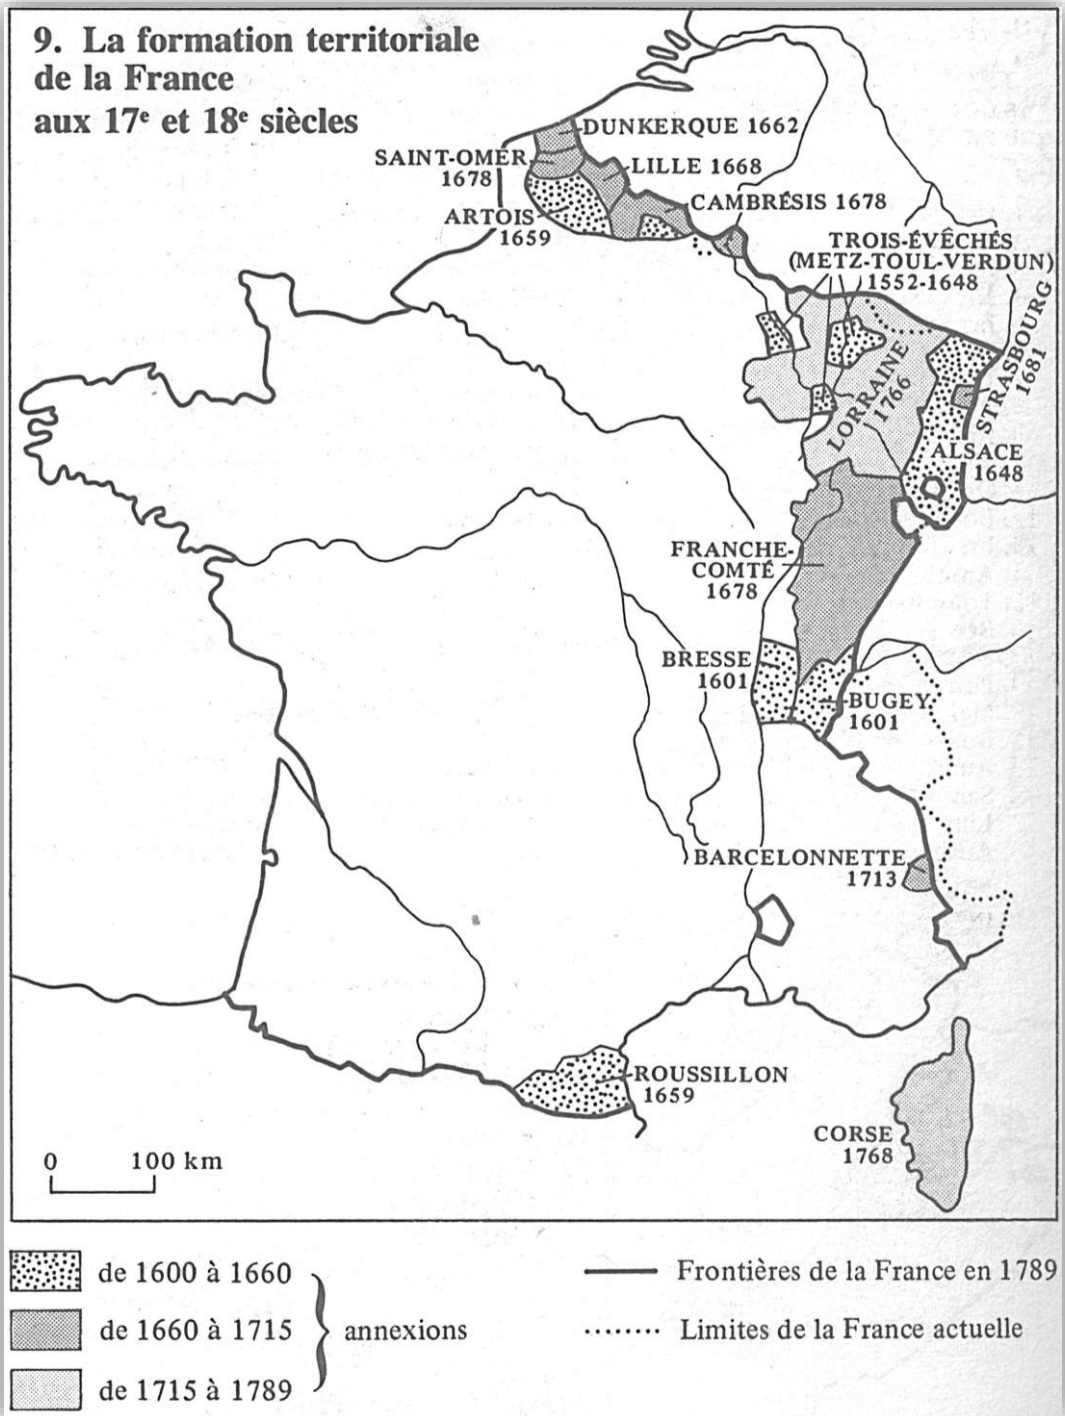 9. La formation territoriale
de la France
aux 17e et 18e siècles
DUNKERQUE 1662
SAINT-OMER
1678
LILLE 1668
ARTOIS
1659
CAMBRÉSIS 1678
TROIS-ÉVÊCHÉS
(METZ-TOUL-VERDUN)
1552-1648
STRASBOURG
1681
LORRAINE
1766
ALSACE
1648
FRANCHE-
COMTÉ
1678
BRESSE
1601
BUGEY
1601
BARCELONNETTE
1713
ROUSSILLON
1659
CORSE
1768
0 100 km
de 1600 à 1660
de 1660 à 1715
de 1715 à 1789
annexions
Frontières de la France en 1789
Limites de la France actuelle